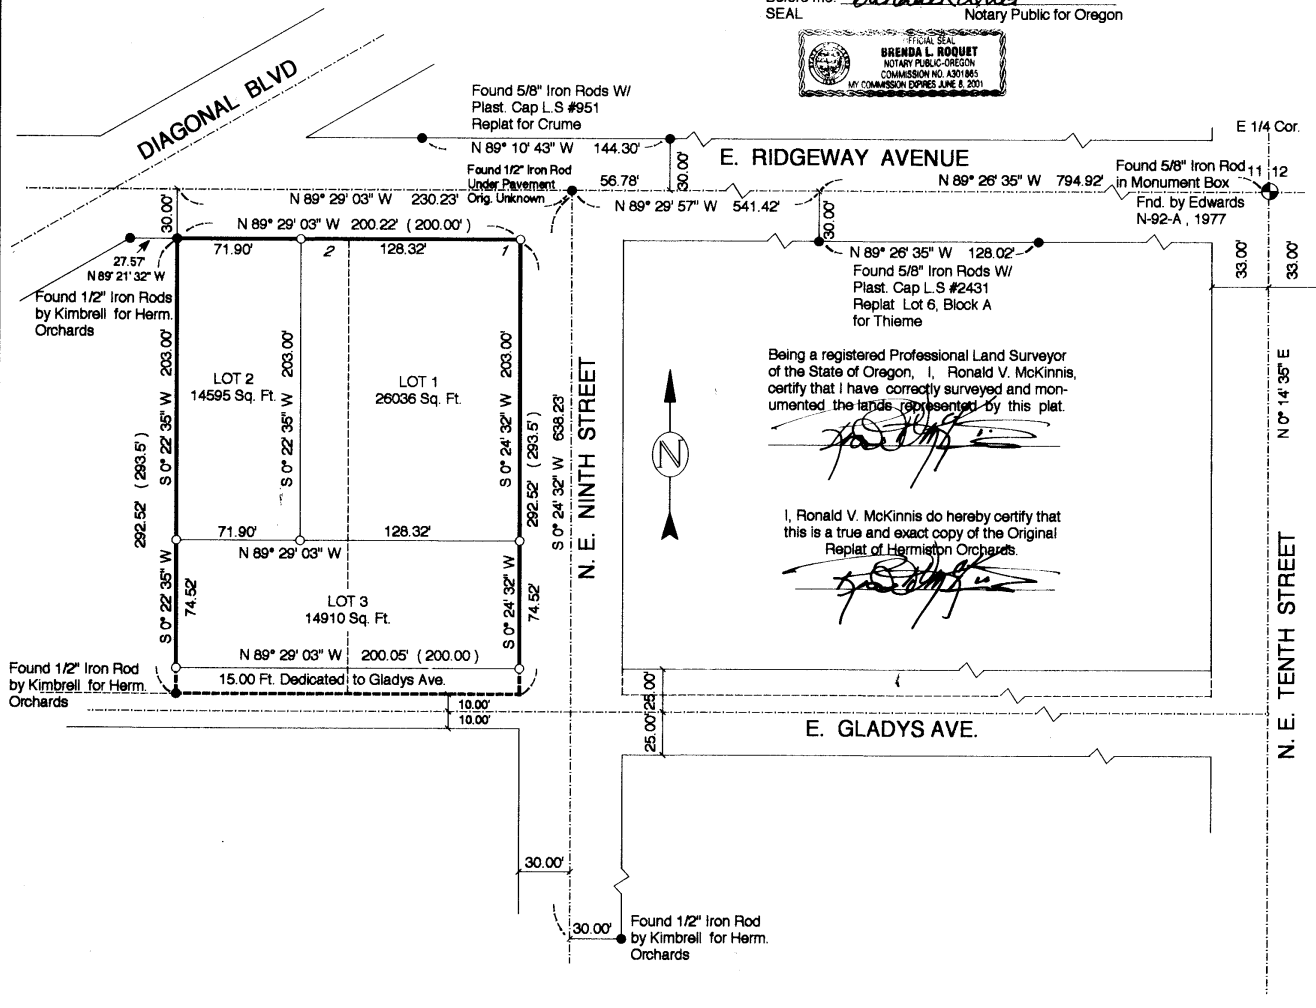 SEAL
Notary Public for Oregon
OFFICIAL SEAL
BRENDA L. ROQUET
NOTARY PUBLIC-OREGON
COMMISSION NO. A301865
MY COMMISSION EXPIRES JUNE 8, 2001
DIAGONAL BLVD
Found 5/8" Iron Rods W/
Plast. Cap L.S #951
Replat for Crume
N 89° 10' 43" W 144.30'
30.00'
E. RIDGEWAY AVENUE
E 1/4 Cor.
Found 5/8" Iron Rod
in Monument Box
Fnd. by Edwards
N-92-A , 1977
11 12
N 89° 26' 35" W 794.92'
Found 1/2" Iron Rod
Under Pavement
Orig. Unknown
56.78'
N 89° 29' 57" W 541.42'
N 89° 29' 03" W 230.23'
30.00'
N 89° 29' 03" W 200.22' ( 200.00' )
71.90'
2
128.32'
1
27.57'
N 89° 21' 32" W
Found 1/2" Iron Rods
by Kimbrell for Herm.
Orchards
30.00'
N 89° 26' 35" W 128.02'
Found 5/8" Iron Rods W/
Plast. Cap L.S #2431
Replat Lot 6, Block A
for Thieme
33.00'
33.00'
Being a registered Professional Land Surveyor
of the State of Oregon, I, Ronald V. McKinnis,
certify that I have correctly surveyed and mon-
umented the lands represented by this plat.
I, Ronald V. McKinnis do hereby certify that
this is a true and exact copy of the Original
Replat of Hermiston Orchards.
N
LOT 2
14595 Sq. Ft.
LOT 1
26036 Sq. Ft.
S 0° 22' 35" W 203.00'
S 0° 22' 35" W 203.00'
S 0° 24' 32" W 203.00'
292.52' ( 293.5' )
292.52' ( 293.5' )
S 0° 24' 32" W 638.23'
N. E. NINTH STREET
N 0° 14' 35" E
N. E. TENTH STREET
71.90'
128.32'
N 89° 29' 03" W
S 0° 22' 35" W
74.52'
LOT 3
14910 Sq. Ft.
S 0° 24' 32" W
74.52'
N 89° 29' 03" W 200.05' ( 200.00 )
15.00 Ft. Dedicated to Gladys Ave.
Found 1/2" Iron Rod
by Kimbrell for Herm.
Orchards
10.00'
10.00'
25.00'
25.00'
E. GLADYS AVE.
30.00'
30.00'
Found 1/2" Iron Rod
by Kimbrell for Herm.
Orchards